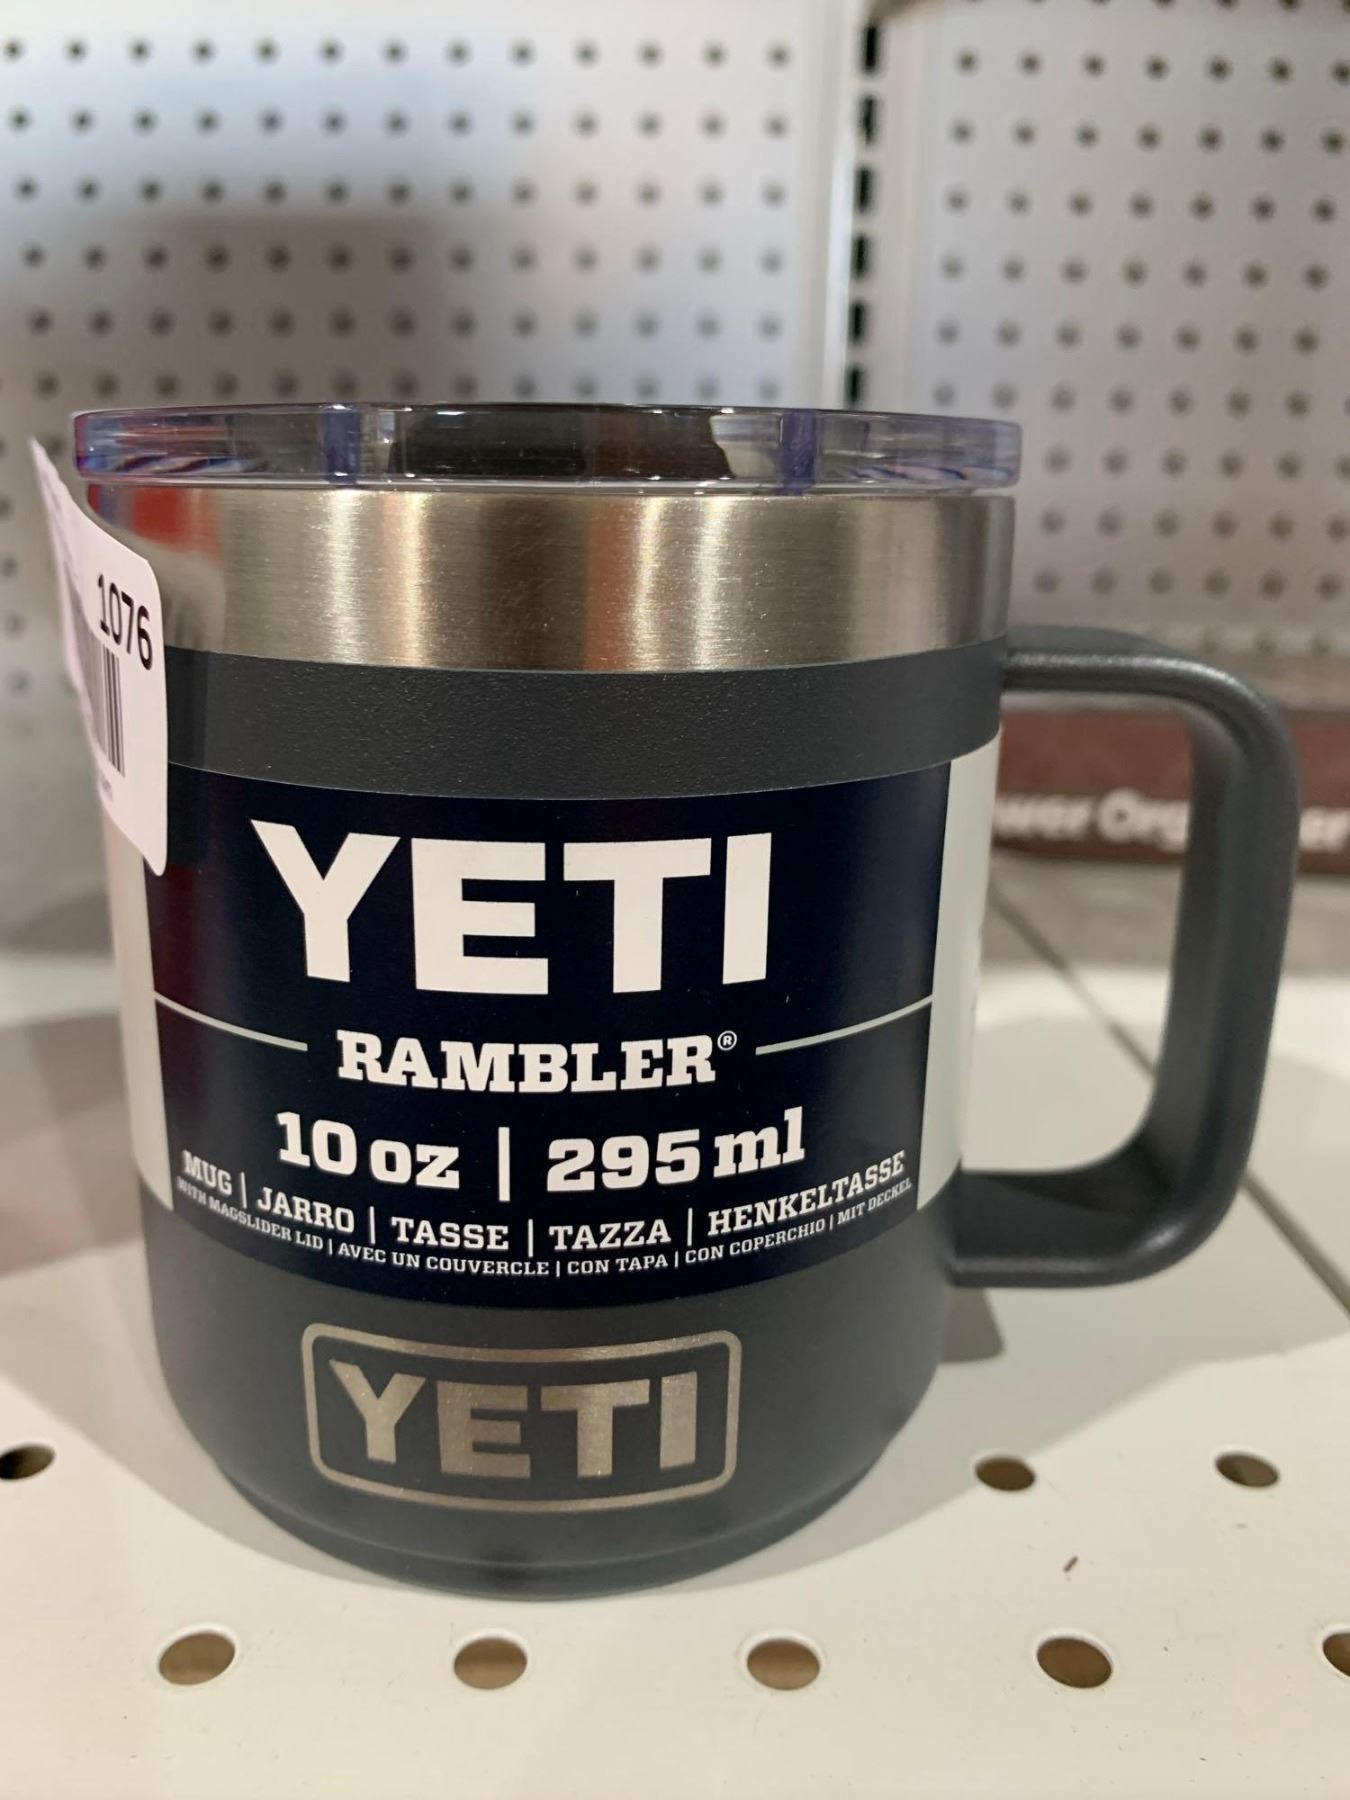 1076
YETI
RAMBLER®
10 oz | 295 ml
MUG | JARRO | TASSE | TAZZA | HENKELTASSE
WITH MAGSLIDER LID | AVEC UN COUVERCLE | CON TAPA | CON COPERCHIO | MIT DECKEL
YETI